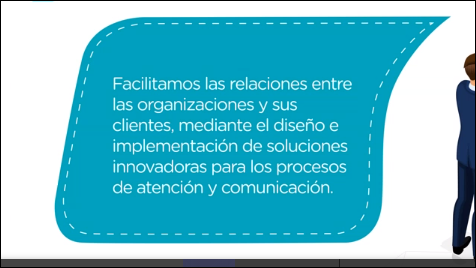 Facilitamos las relaciones entre
las organizaciones y sus
clientes, mediante el diseño e
implementación de soluciones
innovadoras para los procesos
de atención y comunicación.